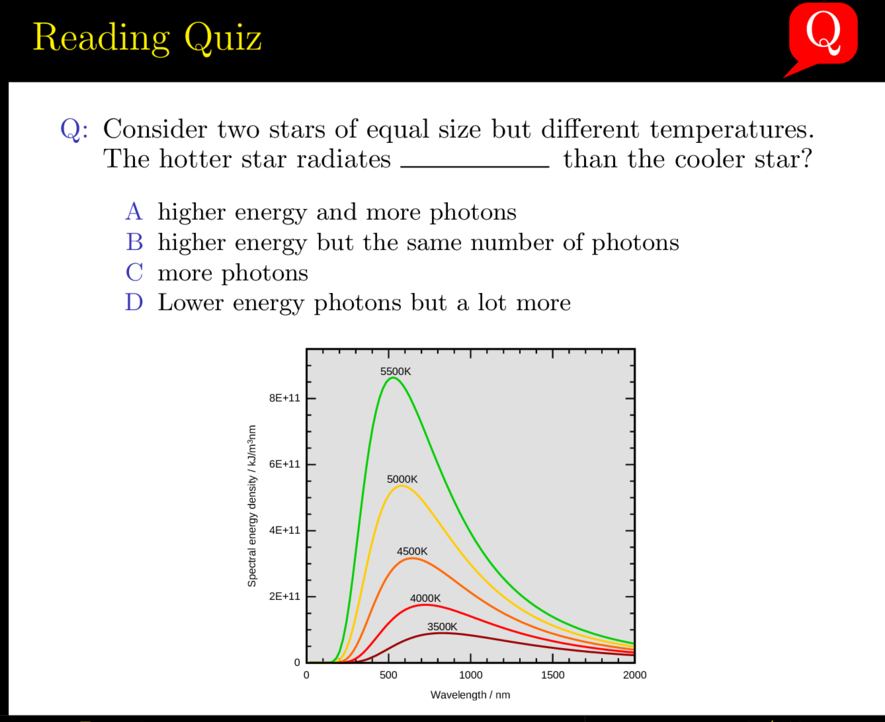 Reading Quiz
Q
Q: Consider two stars of equal size but different temperatures.
The hotter star radiates __________ than the cooler star?
A higher energy and more photons
B higher energy but the same number of photons
C more photons
D Lower energy photons but a lot more
5500K
8E+11
5000K
6E+11
Spectral energy density / kJ/m³nm
4E+11
4500K
2E+11
4000K
3500K
0
0 500 1000 1500 2000
Wavelength / nm